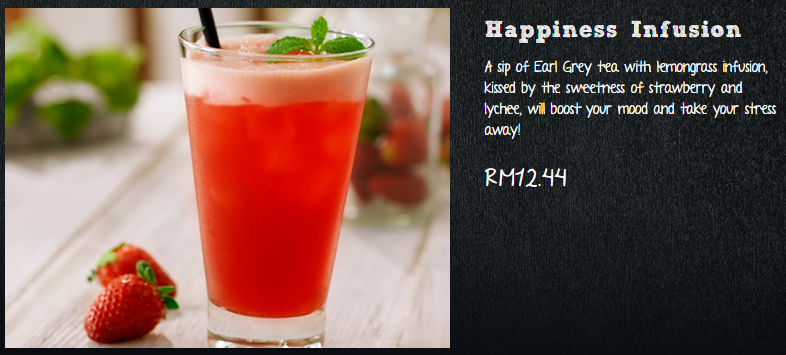 Happiness Infusion
A sip of Earl Grey tea with lemongrass infusion,
kissed by the sweetness of strawberry and
lychee, will boost your mood and take your stress
away!
RM12.44